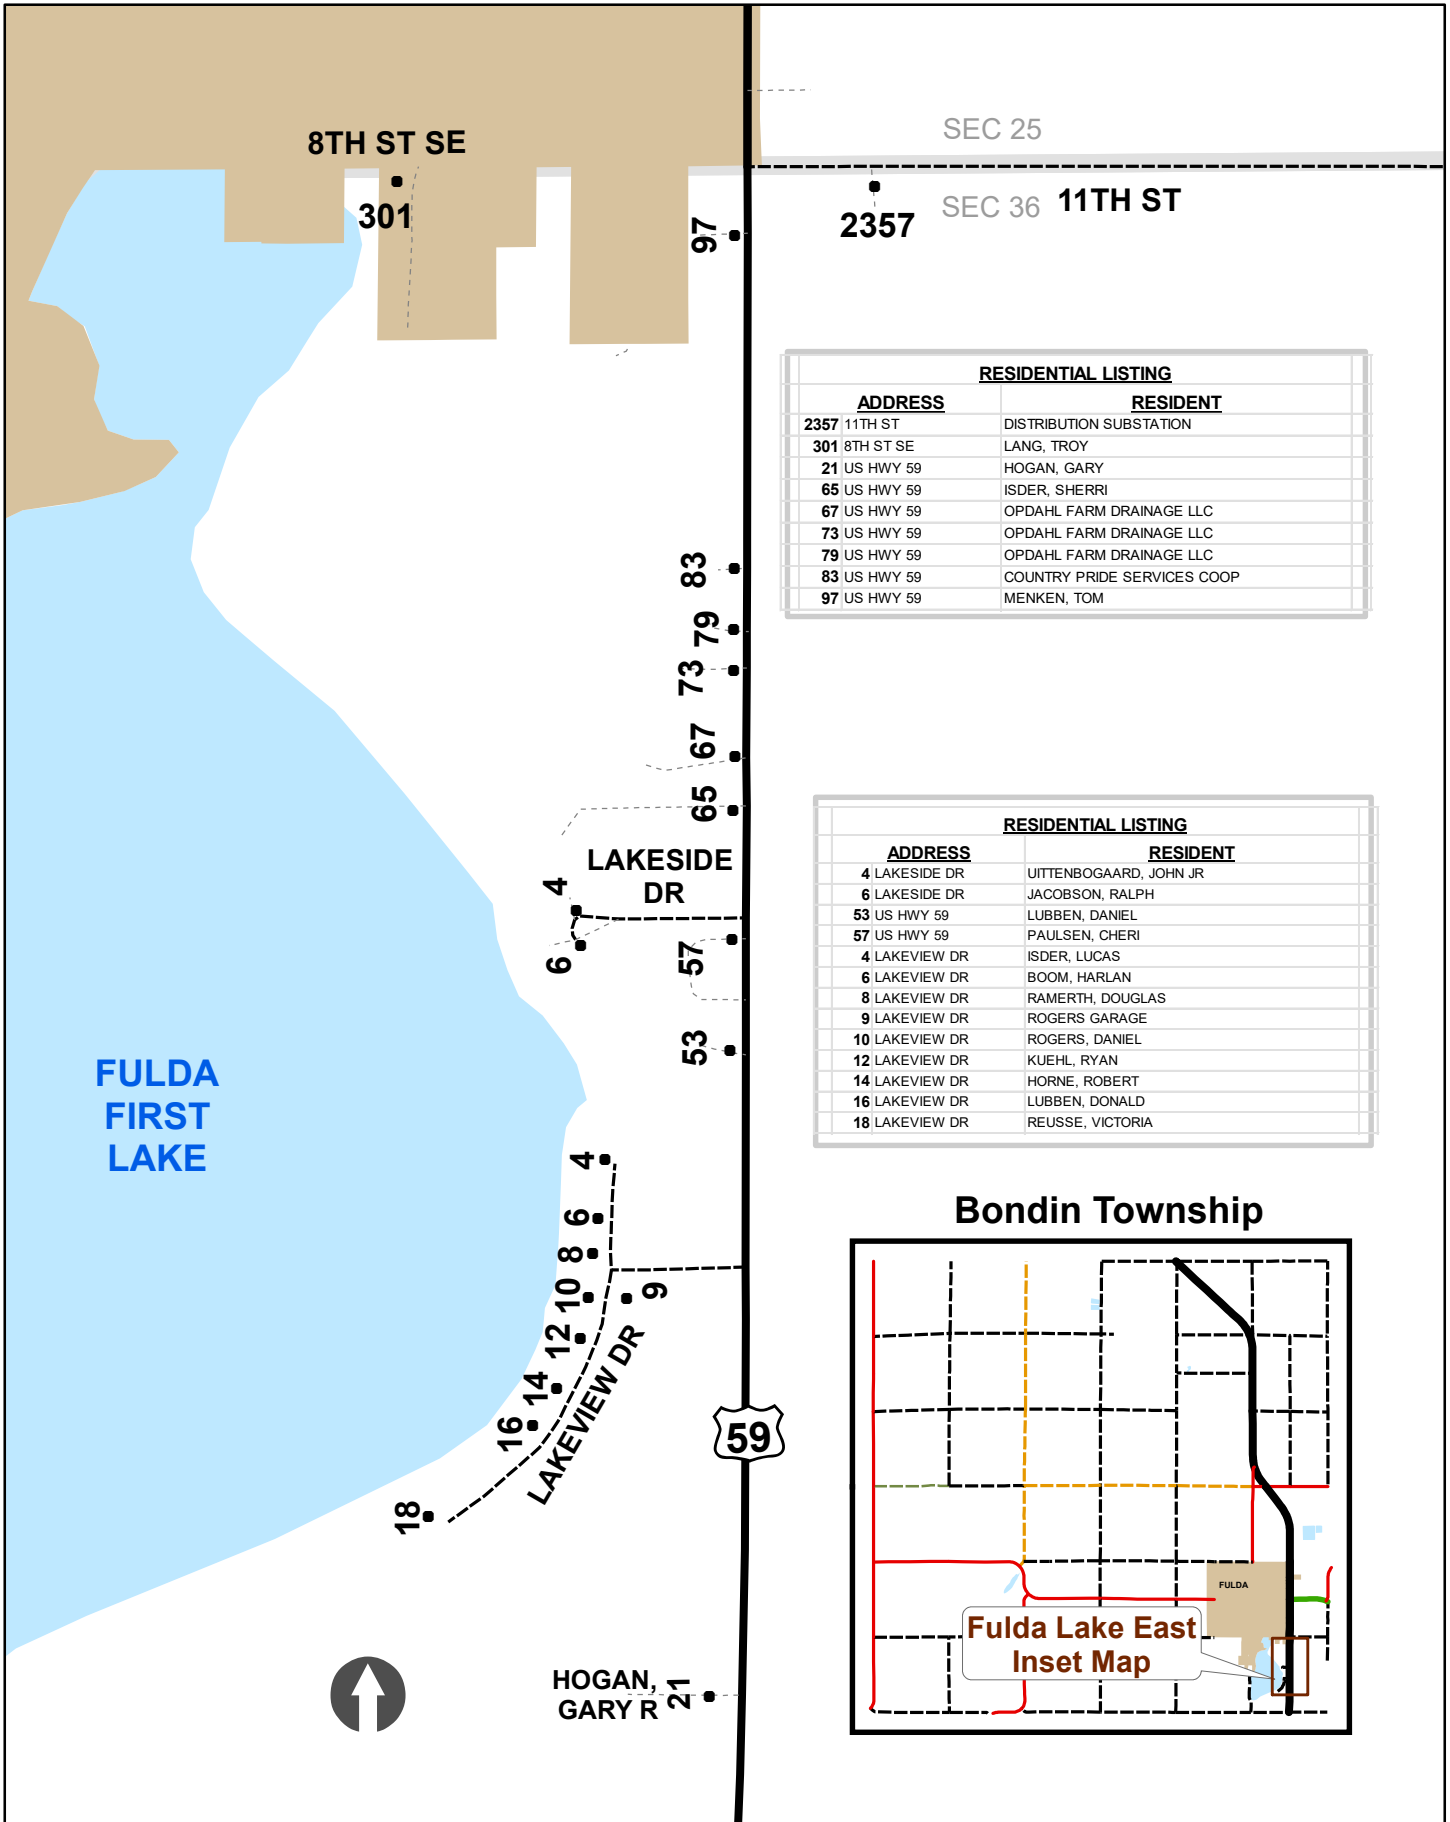 8TH ST SE
301
SEC 25
SEC 36
11TH ST
2357
97
RESIDENTIAL LISTING
ADDRESS RESIDENT
2357 11TH ST DISTRIBUTION SUBSTATION
301 8TH ST SE LANG, TROY
21 US HWY 59 HOGAN, GARY
65 US HWY 59 ISDER, SHERRI
67 US HWY 59 OPDAHL FARM DRAINAGE LLC
73 US HWY 59 OPDAHL FARM DRAINAGE LLC
79 US HWY 59 OPDAHL FARM DRAINAGE LLC
83 US HWY 59 COUNTRY PRIDE SERVICES COOP
97 US HWY 59 MENKEN, TOM
83
79
73
67
65
LAKESIDE
DR
4
6
57
53
RESIDENTIAL LISTING
ADDRESS RESIDENT
4 LAKESIDE DR UITTENBOGAARD, JOHN JR
6 LAKESIDE DR JACOBSON, RALPH
53 US HWY 59 LUBBEN, DANIEL
57 US HWY 59 PAULSEN, CHERI
4 LAKEVIEW DR ISDER, LUCAS
6 LAKEVIEW DR BOOM, HARLAN
8 LAKEVIEW DR RAMERTH, DOUGLAS
9 LAKEVIEW DR ROGERS GARAGE
10 LAKEVIEW DR ROGERS, DANIEL
12 LAKEVIEW DR KUEHL, RYAN
14 LAKEVIEW DR HORNE, ROBERT
16 LAKEVIEW DR LUBBEN, DONALD
18 LAKEVIEW DR REUSSE, VICTORIA
FULDA
FIRST
LAKE
4
6
8
10
9
12
14
16
18
LAKEVIEW DR
59
HOGAN,
GARY R
21
Bondin Township
FULDA
Fulda Lake East
Inset Map